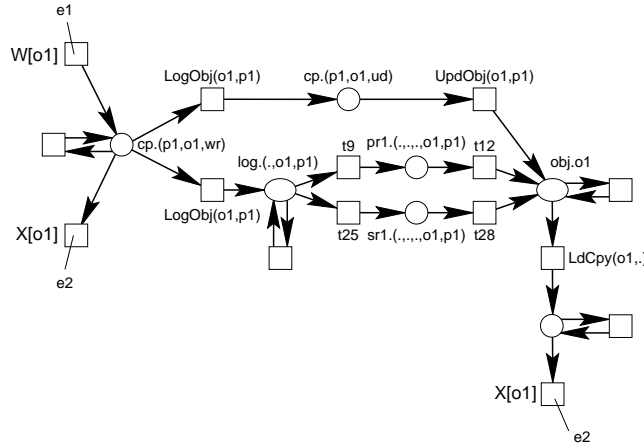 e1
W[o1]
LogObj(o1,p1)
cp.(p1,o1,ud)
UpdObj(o1,p1)
cp.(p1,o1,wr)
log.(.,o1,p1)
t9
pr1.(.,.,.,o1,p1)
t12
obj.o1
LogObj(o1,p1)
X[o1]
t25
sr1.(.,.,.,o1,p1)
t28
e2
LdCpy(o1,.)
X[o1]
e2